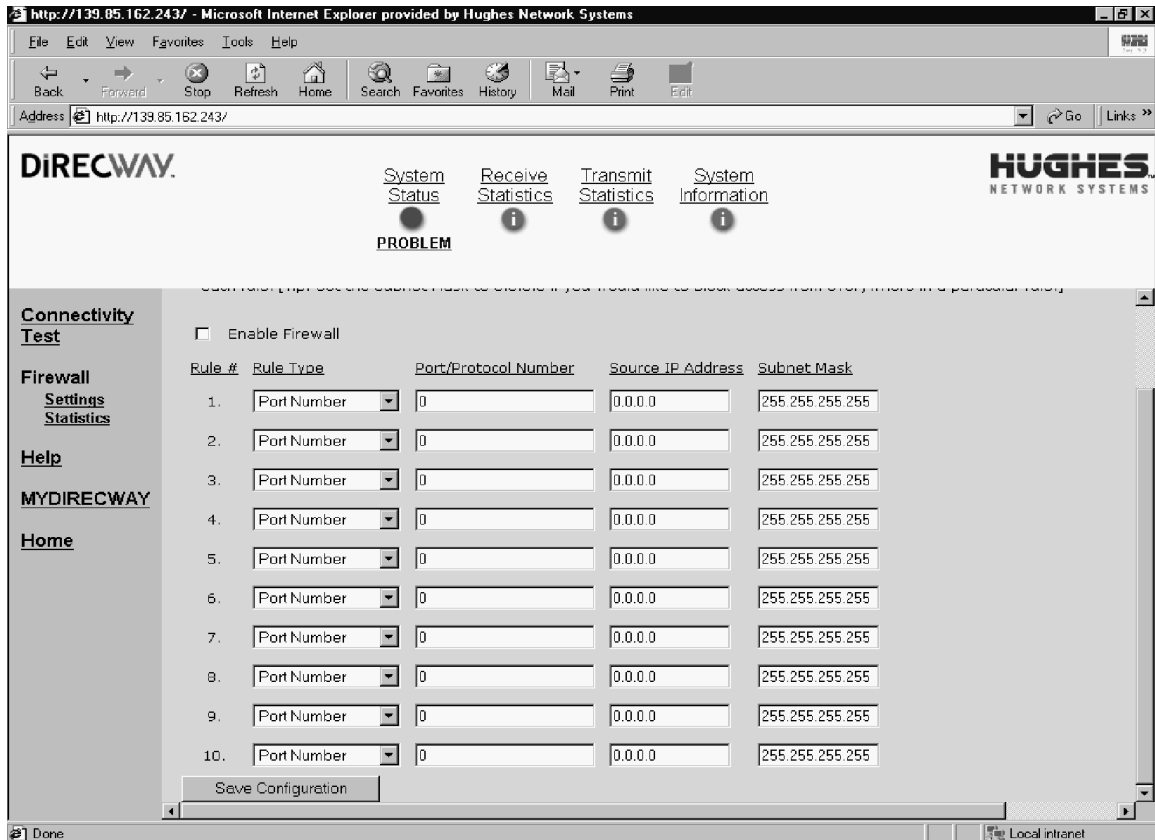 http://139.85.162.243/ - Microsoft Internet Explorer provided by Hughes Network Systems
File Edit View Favorites Tools Help
Back Forward Stop Refresh Home Search Favorites History Mail Print Edit
Address http://139.85.162.243/ Go Links »
DIRECWAY.
System Status
PROBLEM
Receive Statistics
i
Transmit Statistics
i
System Information
i
HUGHES
NETWORK SYSTEMS
Connectivity Test
Firewall
Settings
Statistics
Help
MYDIRECWAY
Home
Enable Firewall
Rule # Rule Type Port/Protocol Number Source IP Address Subnet Mask
1. Port Number 0 0.0.0.0 255.255.255.255
2. Port Number 0 0.0.0.0 255.255.255.255
3. Port Number 0 0.0.0.0 255.255.255.255
4. Port Number 0 0.0.0.0 255.255.255.255
5. Port Number 0 0.0.0.0 255.255.255.255
6. Port Number 0 0.0.0.0 255.255.255.255
7. Port Number 0 0.0.0.0 255.255.255.255
8. Port Number 0 0.0.0.0 255.255.255.255
9. Port Number 0 0.0.0.0 255.255.255.255
10. Port Number 0 0.0.0.0 255.255.255.255
Save Configuration
Done Local intranet